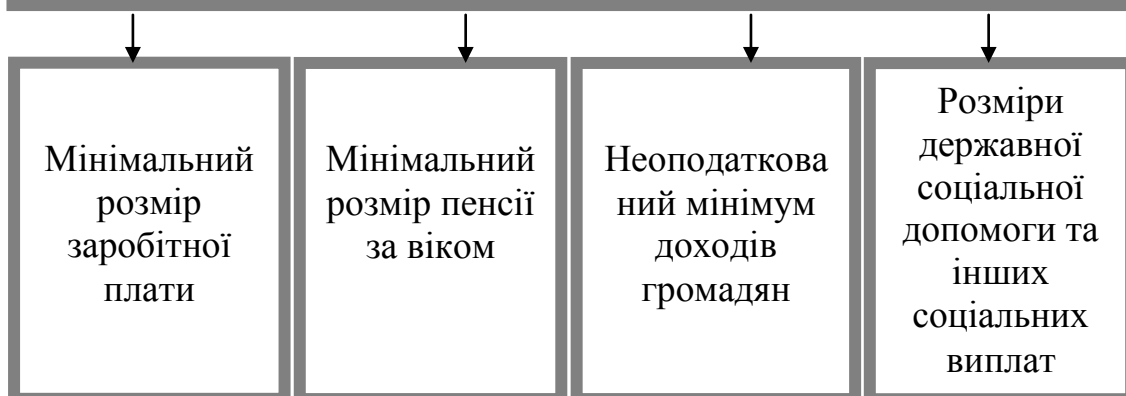 Мінімальний
розмір
заробітної
плати
Мінімальний
розмір пенсії
за віком
Неоподаткова
ний мінімум
доходів
громадян
Розміри
державної
соціальної
допомоги та
інших
соціальних
виплат